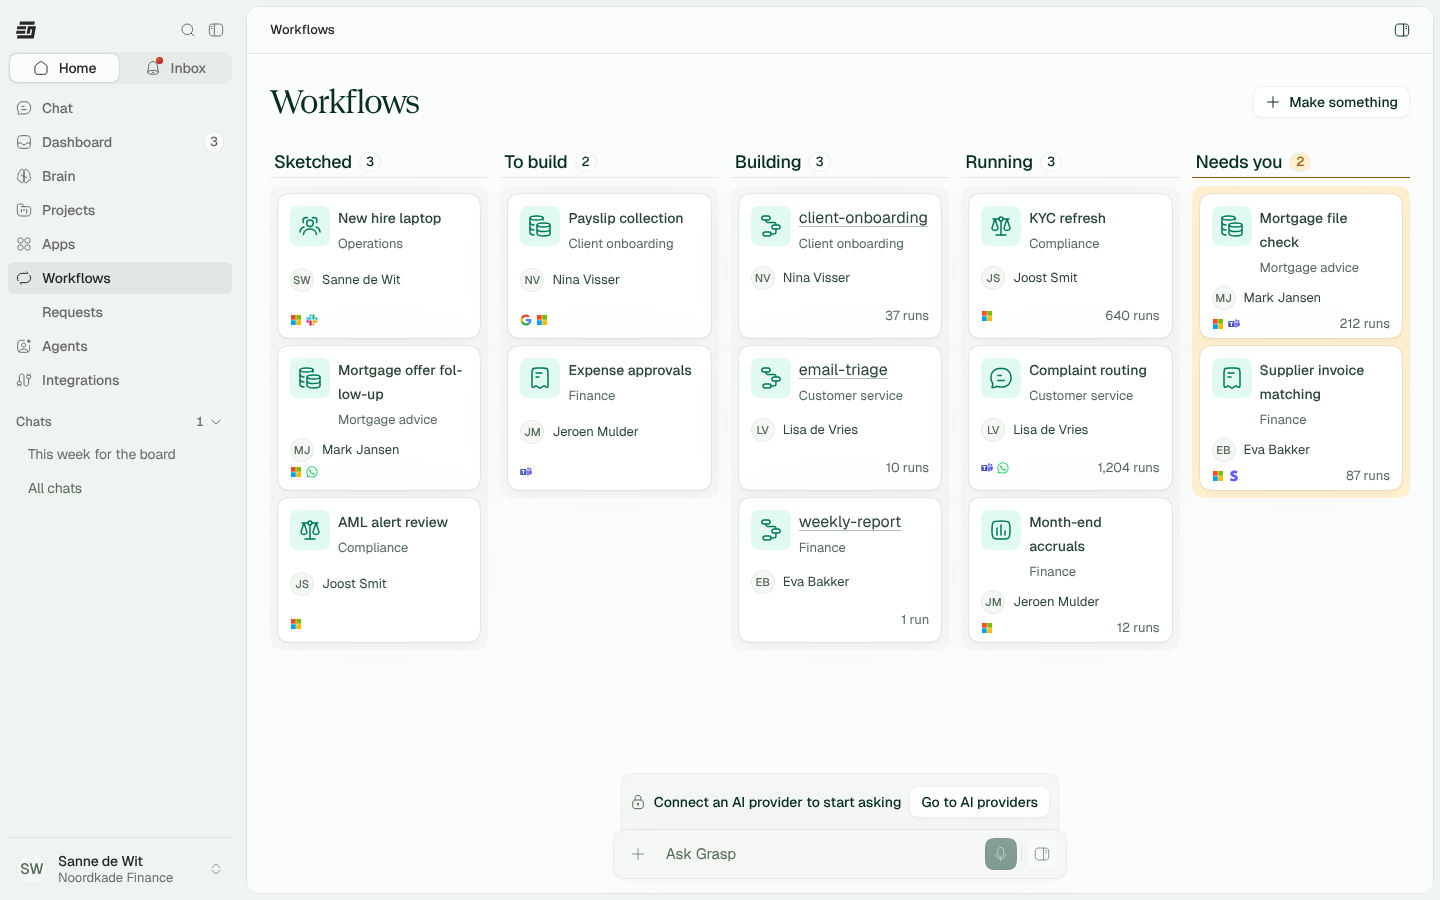 Home
Inbox
Chat
Dashboard 3
Brain
Projects
Apps
Workflows
Requests
Agents
Integrations
Chats 1
This week for the board
All chats
SW
Sanne de Wit
Noordkade Finance
Workflows
Workflows
Make something
Sketched 3
New hire laptop
Operations
SW Sanne de Wit
Mortgage offer fol-
low-up
Mortgage advice
MJ Mark Jansen
AML alert review
Compliance
JS Joost Smit
To build 2
Payslip collection
Client onboarding
NV Nina Visser
Expense approvals
Finance
JM Jeroen Mulder
Building 3
client-onboarding
Client onboarding
NV Nina Visser
37 runs
email-triage
Customer service
LV Lisa de Vries
10 runs
weekly-report
Finance
EB Eva Bakker
1 run
Running 3
KYC refresh
Compliance
JS Joost Smit
640 runs
Complaint routing
Customer service
LV Lisa de Vries
1,204 runs
Month-end
accruals
Finance
JM Jeroen Mulder
12 runs
Needs you 2
Mortgage file
check
Mortgage advice
MJ Mark Jansen
212 runs
Supplier invoice
matching
Finance
EB Eva Bakker
87 runs
Connect an AI provider to start asking
Go to AI providers
Ask Grasp